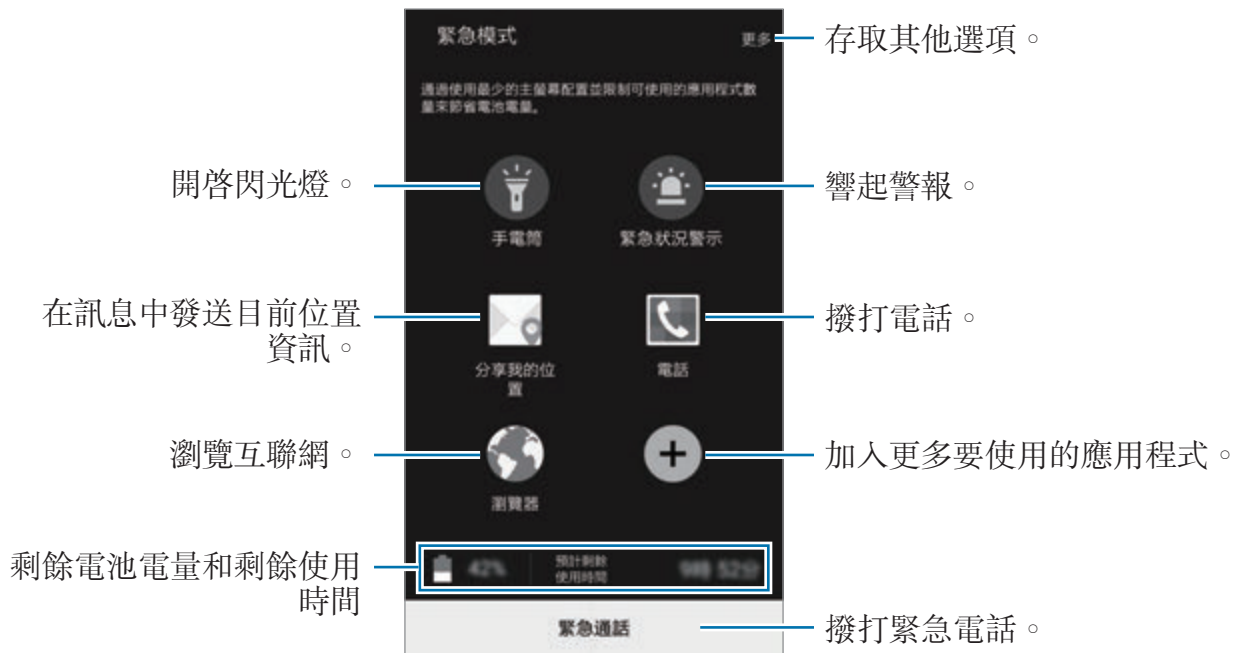 緊急模式
更多
存取其他選項。
通過使用最少的主螢幕配置並限制可使用的應用程式數
量來節省電池電量。
開啓閃光燈。
響起警報。
手電筒
緊急狀況警示
在訊息中發送目前位置
資訊。
撥打電話。
分享我的位
置
電話
瀏覽互聯網。
加入更多要使用的應用程式。
瀏覽器
剩餘電池電量和剩餘使用
時間
42%
預計剩餘
使用時間
9時 52分
緊急通話
撥打緊急電話。